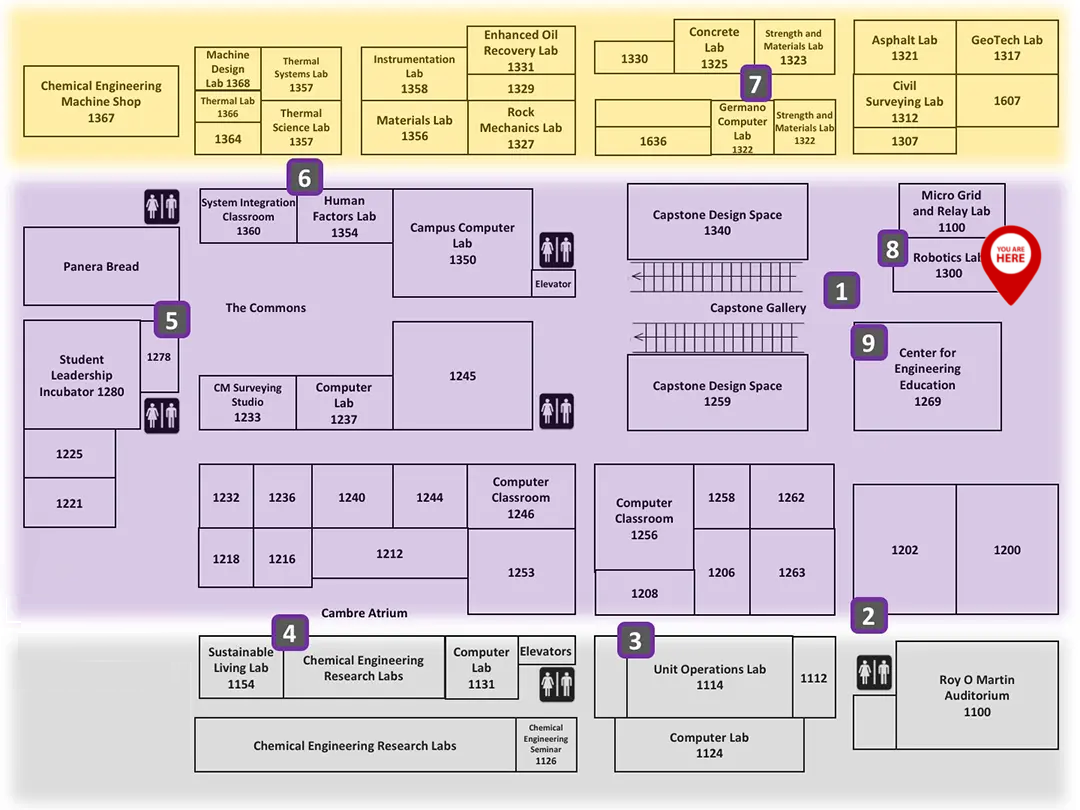 Chemical Engineering
Machine Shop
1367
Machine
Design
Lab 1368
Thermal
Systems Lab
1357
Thermal Lab
1366
1364
Thermal
Science Lab
1357
Instrumentation
Lab
1358
Materials Lab
1356
Enhanced Oil
Recovery Lab
1331
1329
Rock
Mechanics Lab
1327
1330
Concrete
Lab
1325
Strength and
Materials Lab
1323
7
1636
Germano
Computer
Lab
1322
Strength and
Materials Lab
1322
Asphalt Lab
1321
GeoTech Lab
1317
Civil
Surveying Lab
1312
1607
1307
6
System Integration
Classroom
1360
Human
Factors Lab
1354
Campus Computer
Lab
1350
Elevator
Capstone Design Space
1340
Micro Grid
and Relay Lab
1100
8
Robotics Lab
1300
YOU ARE
HERE
Panera Bread
1
The Commons
Capstone Gallery
5
Student
Leadership
Incubator 1280
1278
CM Surveying
Studio
1233
Computer
Lab
1237
1245
Capstone Design Space
1259
9
Center for
Engineering
Education
1269
1225
1221
1232
1236
1240
1244
Computer
Classroom
1246
1218
1216
1212
1253
Computer
Classroom
1256
1258
1262
1208
1206
1263
1202
1200
Cambre Atrium
2
4
3
Sustainable
Living Lab
1154
Chemical Engineering
Research Labs
Computer
Lab
1131
Elevators
Unit Operations Lab
1114
1112
Roy O Martin
Auditorium
1100
Chemical Engineering Research Labs
Chemical
Engineering
Seminar
1126
Computer Lab
1124